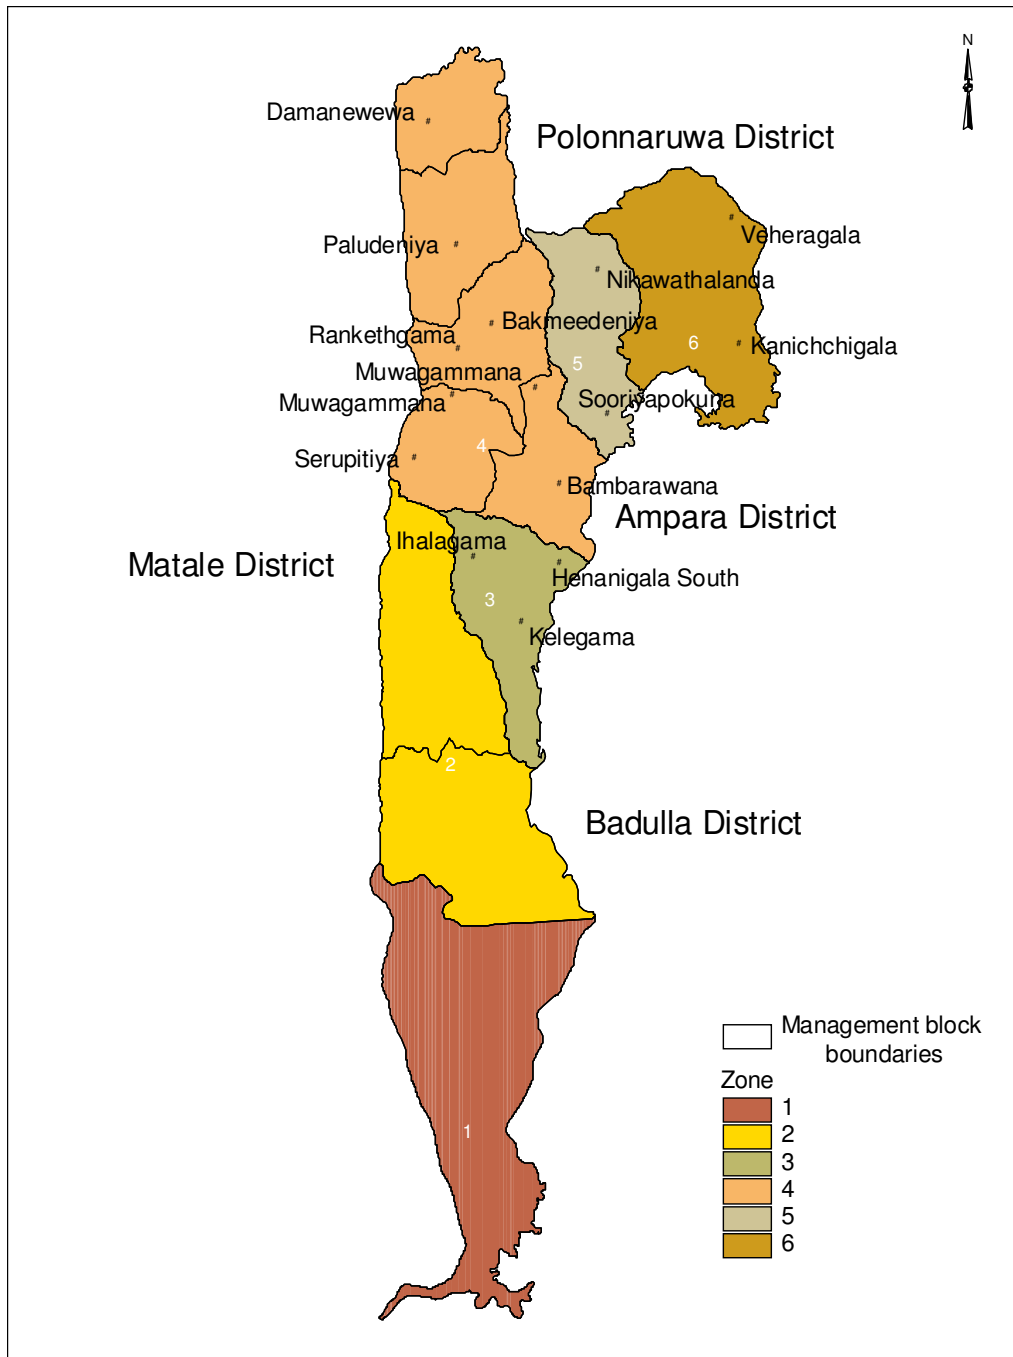 N
Damanewewa
Polonnaruwa District
Veheragala
Paludeniya
Nikawathalanda
Bakmeedeniya
Rankethgama
6
Kanichchigala
5
Muwagammana
Sooriyapokuna
Muwagammana
4
Serupitiya
Bambarawana
Ampara District
Ihalagama
Matale District
Henanigala South
3
Kelegama
2
Badulla District
Management block
boundaries
Zone
1
2
3
4
5
6
1